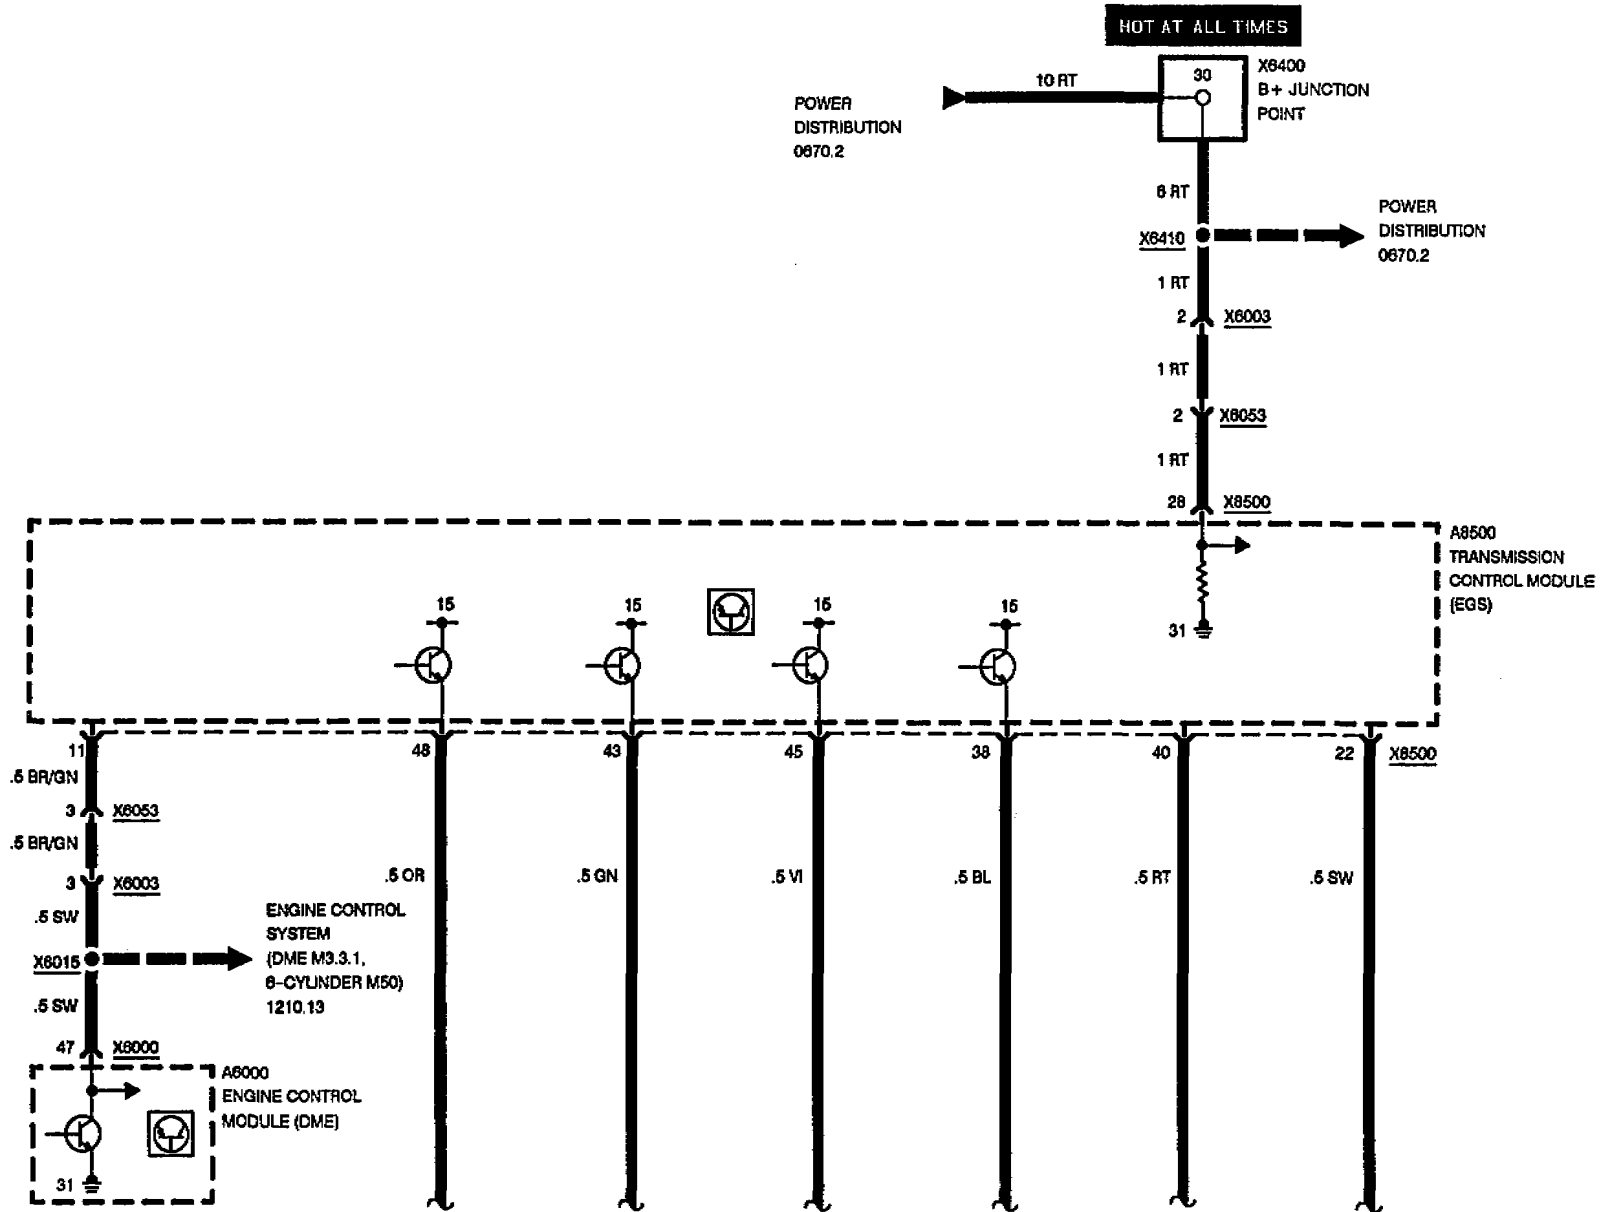 HOT AT ALL TIMES
30
X6400
B+ JUNCTION
POINT
10 RT
POWER
DISTRIBUTION
0670.2
6 RT
X6410
POWER
DISTRIBUTION
0670.2
1 RT
2
X6003
1 RT
2
X6053
1 RT
28
X8500
A8500
TRANSMISSION
CONTROL MODULE
(EGS)
15
15
15
15
31
11
48
43
45
38
40
22
X8500
.5 BR/GN
3
X6053
.5 BR/GN
3
X6003
.5 OR
.5 GN
.5 VI
.5 BL
.5 RT
.5 SW
.5 SW
X6015
ENGINE CONTROL
SYSTEM
(DME M3.3.1,
6-CYLINDER M50)
1210.13
.5 SW
47
X6000
A6000
ENGINE CONTROL
MODULE (DME)
31